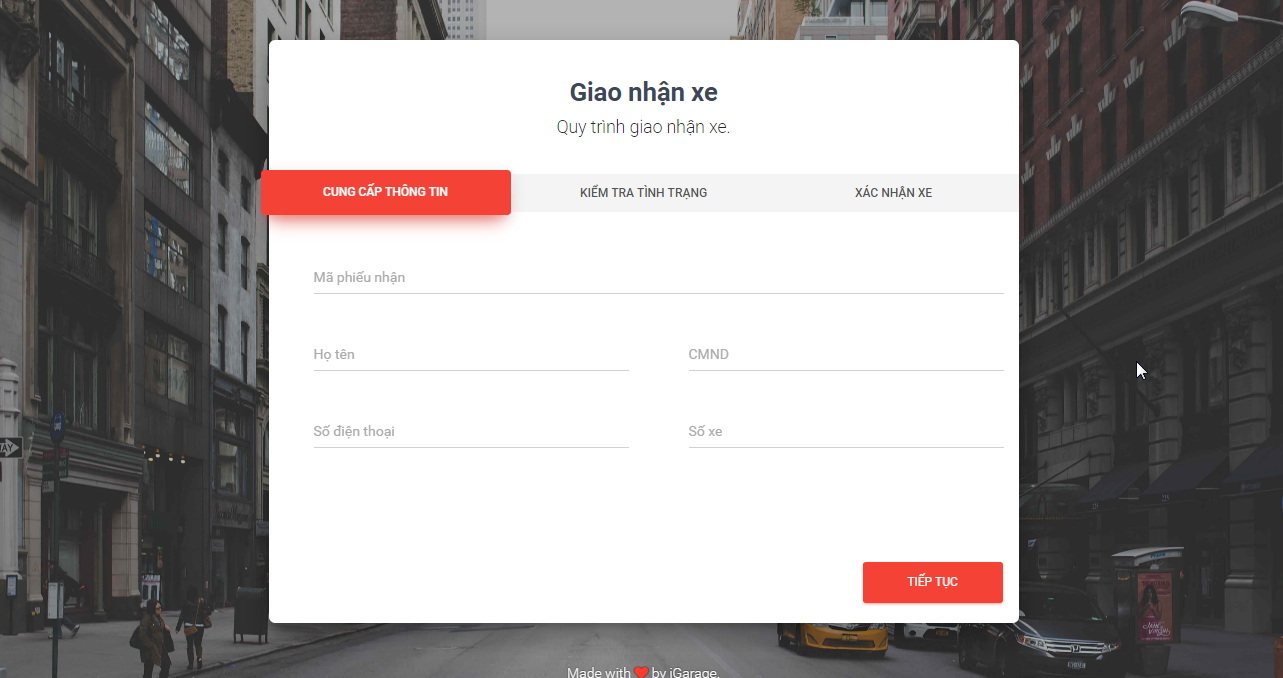 Giao nhận xe
Quy trình giao nhận xe.
CUNG CẤP THÔNG TIN
KIỂM TRA TÌNH TRẠNG
XÁC NHẬN XE
Mã phiếu nhận
Họ tên
CMND
Số điện thoại
Số xe
TIẾP TỤC
Made with ❤ by iGarage.